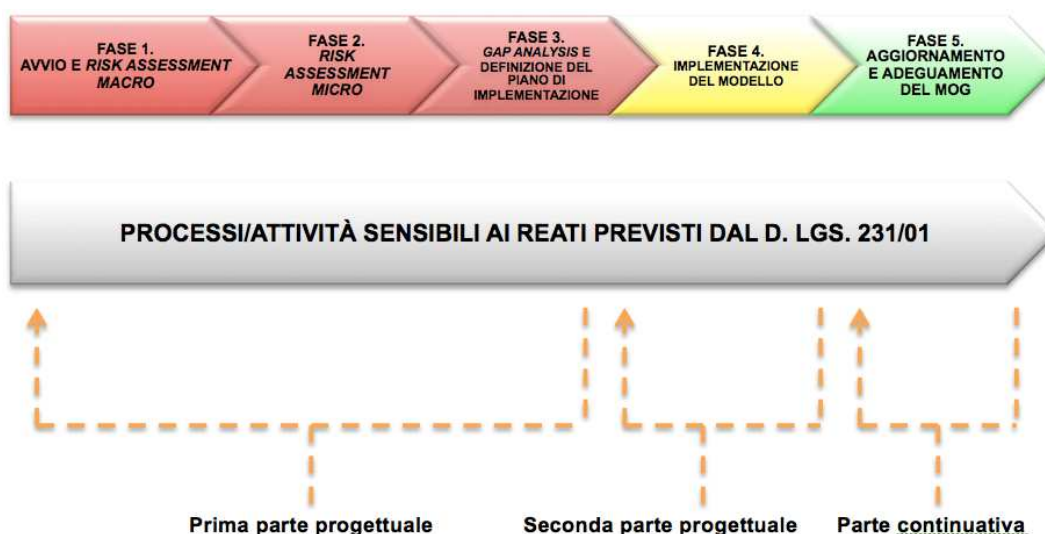 FASE 1.
AVVIO E RISK ASSESSMENT
MACRO
FASE 2.
RISK
ASSESSMENT
MICRO
FASE 3.
GAP ANALYSIS E
DEFINIZIONE DEL
PIANO DI
IMPLEMENTAZIONE
FASE 4.
IMPLEMENTAZIONE
DEL MODELLO
FASE 5.
AGGIORNAMENTO
E ADEGUAMENTO
DEL MOG
PROCESSI/ATTIVITÀ SENSIBILI AI REATI PREVISTI DAL D. LGS. 231/01
Prima parte progettuale
Seconda parte progettuale
Parte continuativa